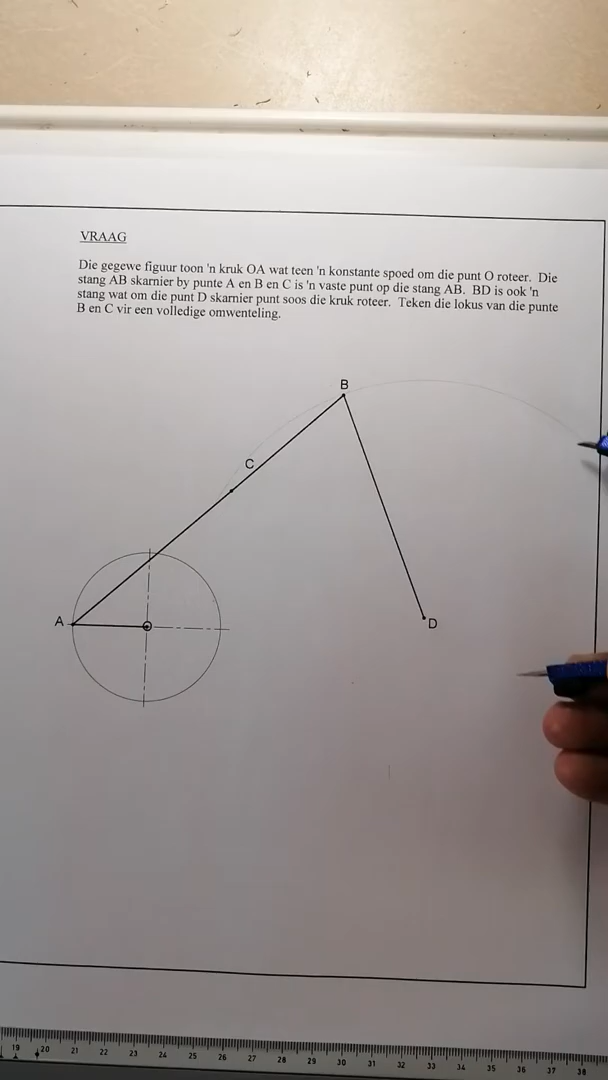 VRAAG
Die gegewe figuur toon 'n kruk OA wat teen 'n konstante spoed om die punt O roteer. Die
stang AB skarnier by punte A en B en C is 'n vaste punt op die stang AB. BD is ook 'n
stang wat om die punt D skarnier punt soos die kruk roteer. Teken die lokus van die punte
B en C vir een volledige omwenteling.
B
C
A
D
19 20 21 22 23 24 25 26 27 28 29 30 31 32 33 34 35 36 37 38